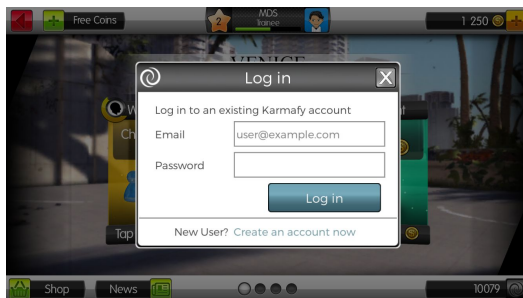 Free Coins
2
MDS
Trainee
1 250
VENICE
Log in
X
Log in to an existing Karmafy account
Email
user@example.com
Password
Log in
New User? Create an account now
Tap
Shop
News
10079